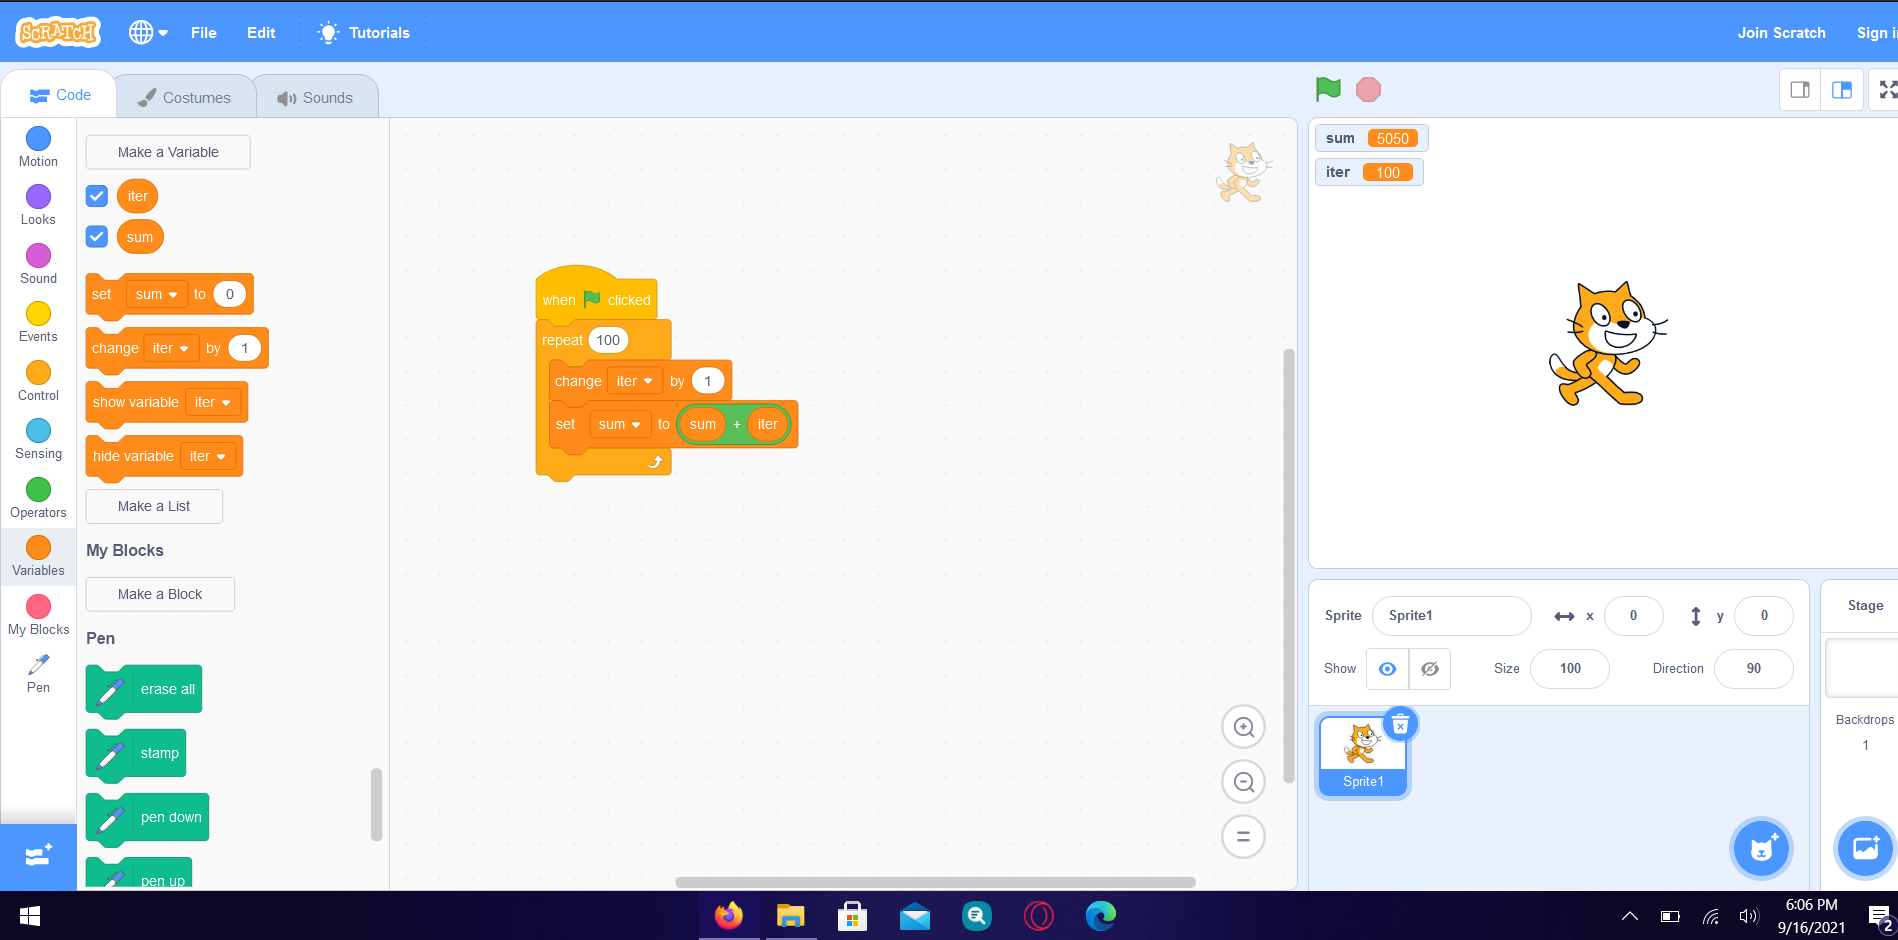 SCRATCH File Edit Tutorials Join Scratch Sign i
Code Costumes Sounds
Motion
Looks
Sound
Events
Control
Sensing
Operators
Variables
My Blocks
Pen
Make a Variable
iter
sum
set sum to 0
change iter by 1
show variable iter
hide variable iter
Make a List
My Blocks
Make a Block
Pen
erase all
stamp
pen down
pen up
when clicked
repeat 100
change iter by 1
set sum to sum + iter
sum 5050
iter 100
Sprite Sprite1 x 0 y 0
Show Size 100 Direction 90
Sprite1
Stage
Backdrops
1
6:06 PM
9/16/2021
2